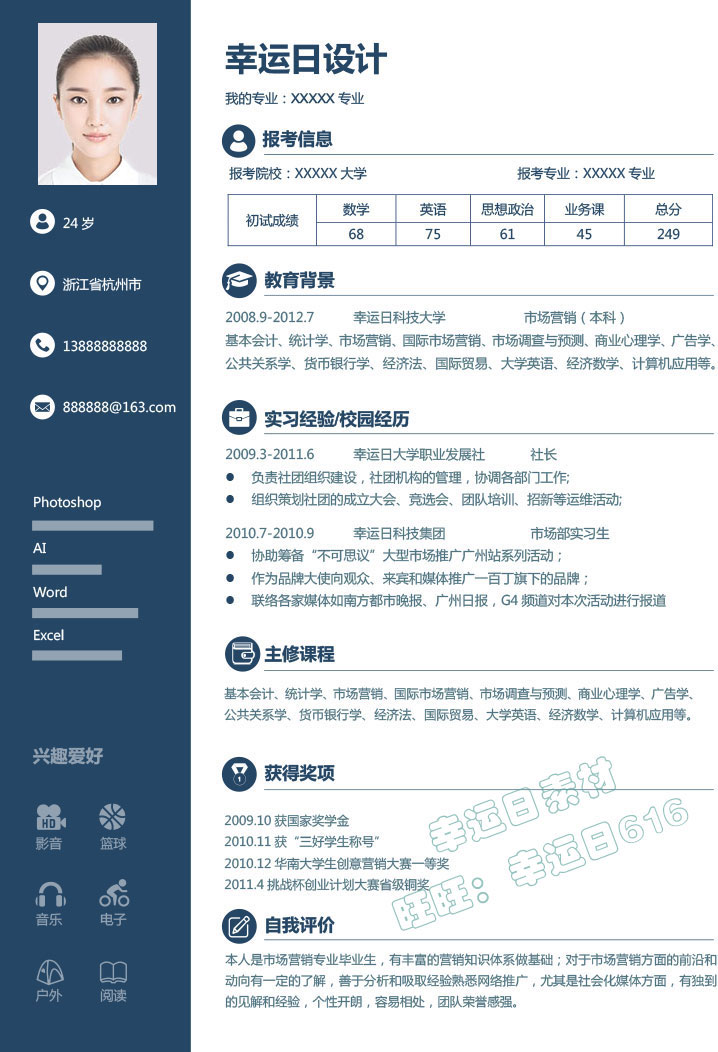 24 岁
浙江省杭州市
13888888888
888888@163.com
Photoshop
AI
Word
Excel
兴趣爱好
HD
影音 篮球
音乐 电子
户外 阅读
幸运日设计
我的专业：XXXXX 专业
报考信息
报考院校：XXXXX 大学 报考专业：XXXXX 专业
初试成绩 数学 英语 思想政治 业务课 总分
68 75 61 45 249
教育背景
2008.9-2012.7 幸运日科技大学 市场营销（本科）
基本会计、统计学、市场营销、国际市场营销、市场调查与预测、商业心理学、广告学、
公共关系学、货币银行学、经济法、国际贸易、大学英语、经济数学、计算机应用等。
实习经验/校园经历
2009.3-2011.6 幸运日大学职业发展社 社长
● 负责社团组织建设，社团机构的管理，协调各部门工作;
● 组织策划社团的成立大会、竞选会、团队培训、招新等运维活动;
2010.7-2010.9 幸运日科技集团 市场部实习生
● 协助筹备“不可思议”大型市场推广广州站系列活动；
● 作为品牌大使向观众、来宾和媒体推广一百丁旗下的品牌；
● 联络各家媒体如南方都市晚报、广州日报，G4 频道对本次活动进行报道
主修课程
基本会计、统计学、市场营销、国际市场营销、市场调查与预测、商业心理学、广告学、
公共关系学、货币银行学、经济法、国际贸易、大学英语、经济数学、计算机应用等。
1
获得奖项
2009.10 获国家奖学金
2010.11 获“三好学生称号”
2010.12 华南大学生创意营销大赛一等奖
2011.4 挑战杯创业计划大赛省级铜奖
幸运日素材
旺旺：幸运日616
自我评价
本人是市场营销专业毕业生，有丰富的营销知识体系做基础；对于市场营销方面的前沿和
动向有一定的了解，善于分析和吸取经验熟悉网络推广，尤其是社会化媒体方面，有独到
的见解和经验，个性开朗，容易相处，团队荣誉感强。